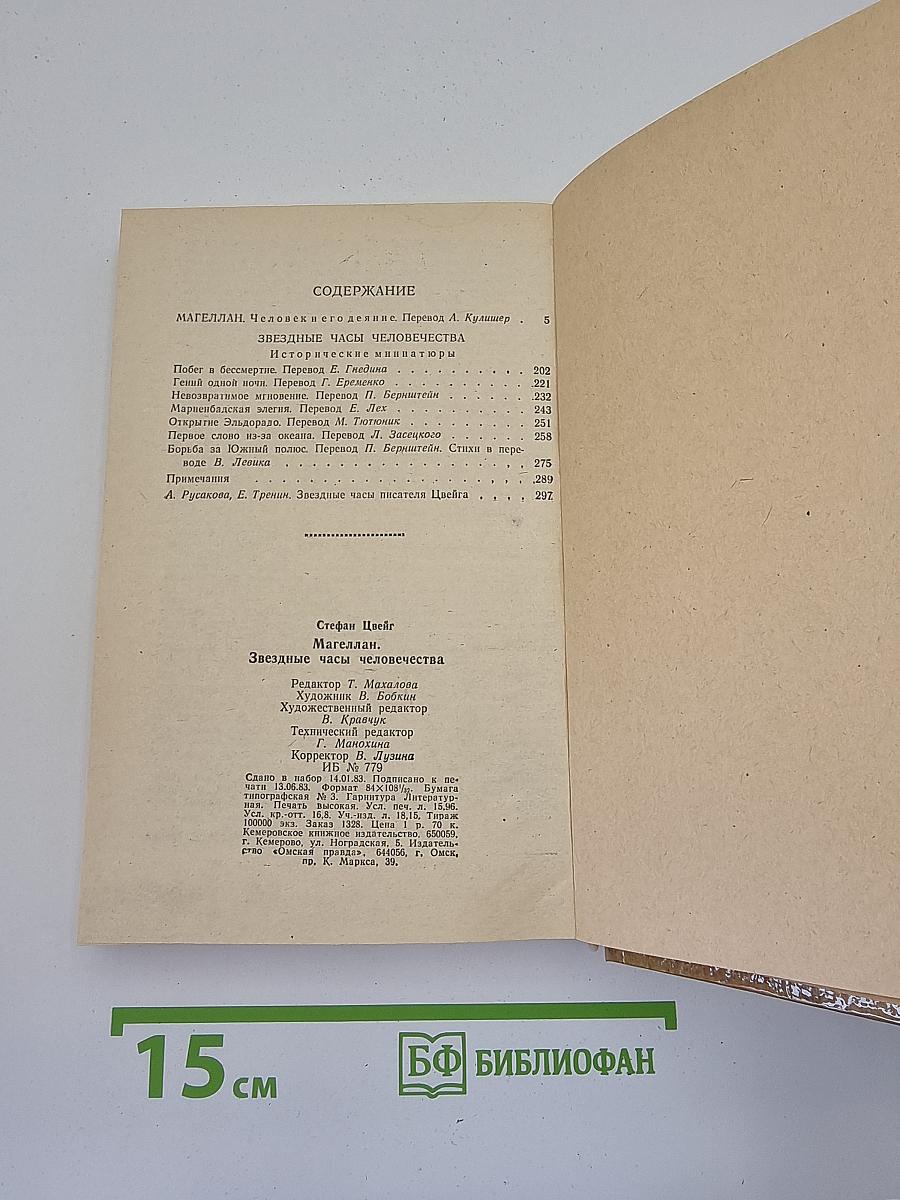 СОДЕРЖАНИЕ
МАГЕЛЛАН. Человек и его деяние. Перевод А. Кулишер . 5
ЗВЕЗДНЫЕ ЧАСЫ ЧЕЛОВЕЧЕСТВА
Исторические миниатюры
Побег в бессмертие. Перевод Е. Гнедина . . . . . . . . . . 202
Гений одной ночи. Перевод Г. Еременко . . . . . . . . . . 221
Невозвратимое мгновение. Перевод П. Бернштейн . . . . . . 232
Мариенбадская элегия. Перевод Е. Лех . . . . . . . . . . 243
Открытие Эльдорадо. Перевод М. Тютюник . . . . . . . . . 251
Первое слово из-за океана. Перевод Л. Засецкого . . . . . . 258
Борьба за Южный полюс. Перевод П. Бернштейн. Стихи в пере-
воде В. Левика . . . . . . . . . . . . . . . . . . 275
Примечания . . . . . . . . . . . . . . . . . . . . 289
А. Русакова, Е. Тренин. Звездные часы писателя Цвейга . . . . 297
Стефан Цвейг
Магеллан.
Звездные часы человечества
Редактор Т. Махалова
Художник В. Бобкин
Художественный редактор
В. Кравчук
Технический редактор
Г. Манохина
Корректор В. Лузина
ИБ № 779
Сдано в набор 14.01.83. Подписано к пе-
чати 13.06.83. Формат 84×108¹/₃₂. Бумага
типографская № 3. Гарнитура Литератур-
ная. Печать высокая. Усл. печ. л. 15,96.
Усл. кр.-отт. 16,8. Уч.-изд. л. 18,15. Тираж
100000 экз. Заказ 1328. Цена 1 р. 70 к.
Кемеровское книжное издательство. 650059,
г. Кемерово, ул. Ноградская, 5. Издатель-
ство «Омская правда», 644056, г. Омск,
пр. К. Маркса, 39.
15 см
БФ БИБЛИОФАН